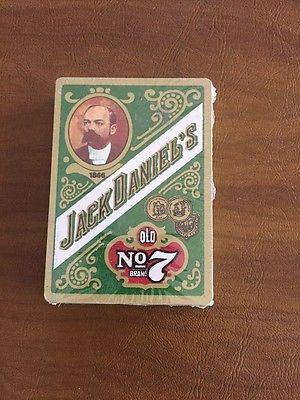 1866
JACK DANIEL'S
OLD
No 7
BRAND